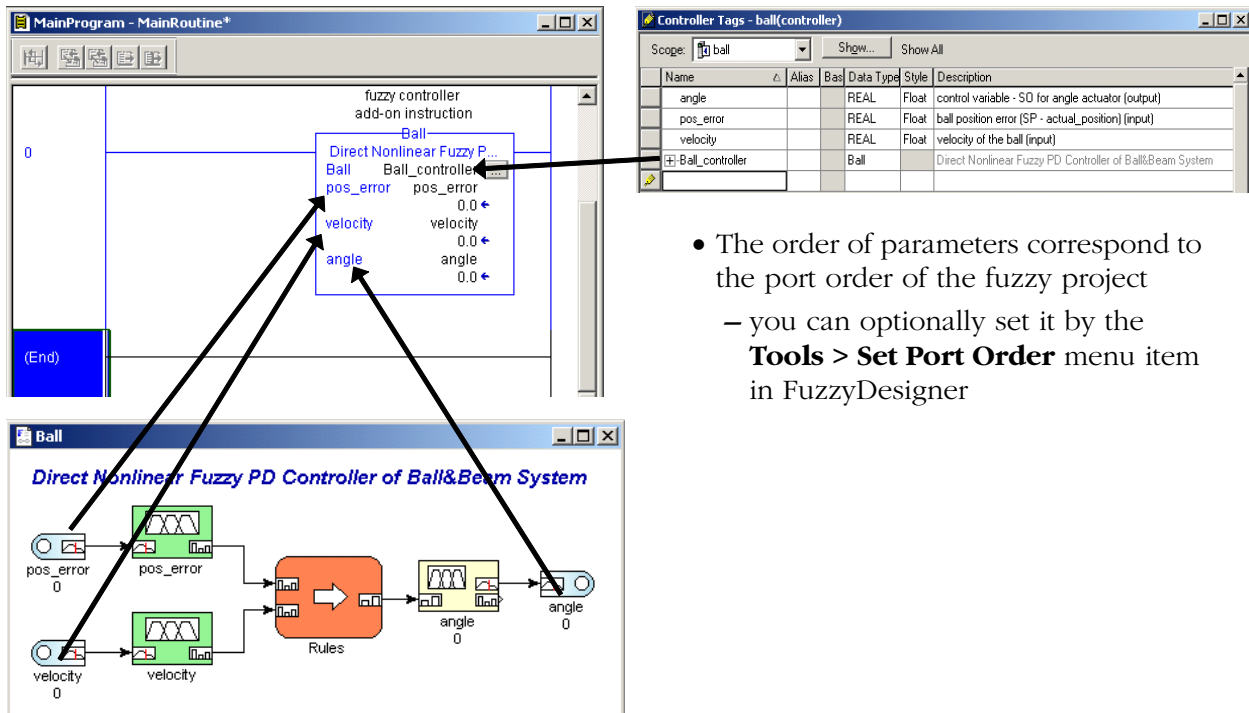 MainProgram - MainRoutine*
fuzzy controller
add-on instruction
Ball
0
Direct Nonlinear Fuzzy P...
Ball Ball_controller ...
pos_error pos_error
0.0
velocity velocity
0.0
angle angle
0.0
(End)
Controller Tags - ball(controller)
Scope: ball Show... Show All
Name Alias Bas Data Type Style Description
angle REAL Float control variable - SO for angle actuator (output)
pos_error REAL Float ball position error (SP - actual_position) (input)
velocity REAL Float velocity of the ball (input)
Ball_controller Ball Direct Nonlinear Fuzzy PD Controller of Ball&Beam System
• The order of parameters correspond to
the port order of the fuzzy project
– you can optionally set it by the
Tools > Set Port Order menu item
in FuzzyDesigner
Ball
Direct Nonlinear Fuzzy PD Controller of Ball&Beam System
pos_error
0
pos_error
velocity
0
velocity
Rules
angle
0
angle
0